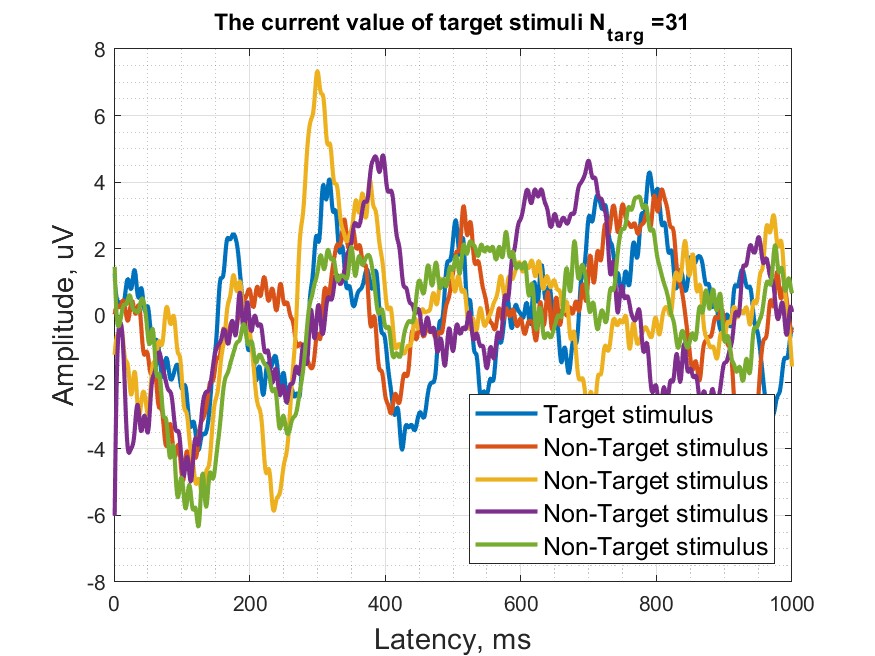 The current value of target stimuli N_targ =31
8
6
4
2
0
-2
-4
-6
-8
Amplitude, uV
Target stimulus
Non-Target stimulus
Non-Target stimulus
Non-Target stimulus
Non-Target stimulus
0 200 400 600 800 1000
Latency, ms